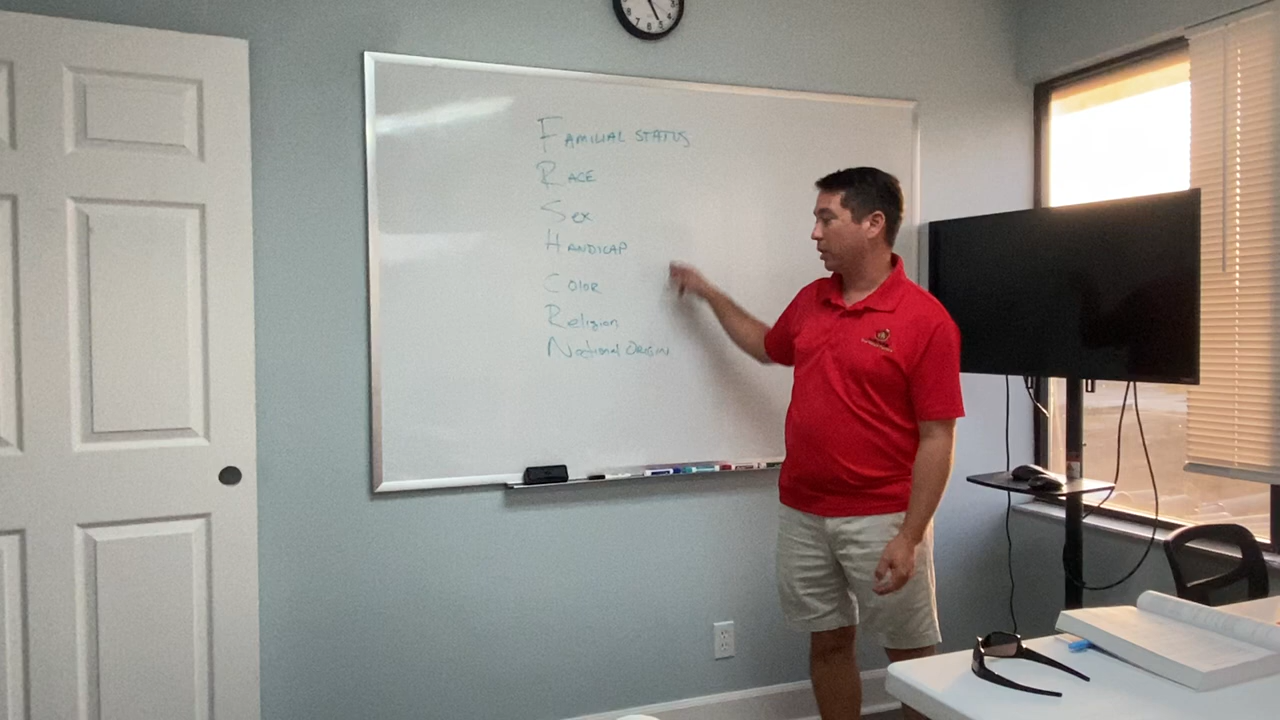 Familial Status
Race
Sex
Handicap
Color
Religion
National Origin